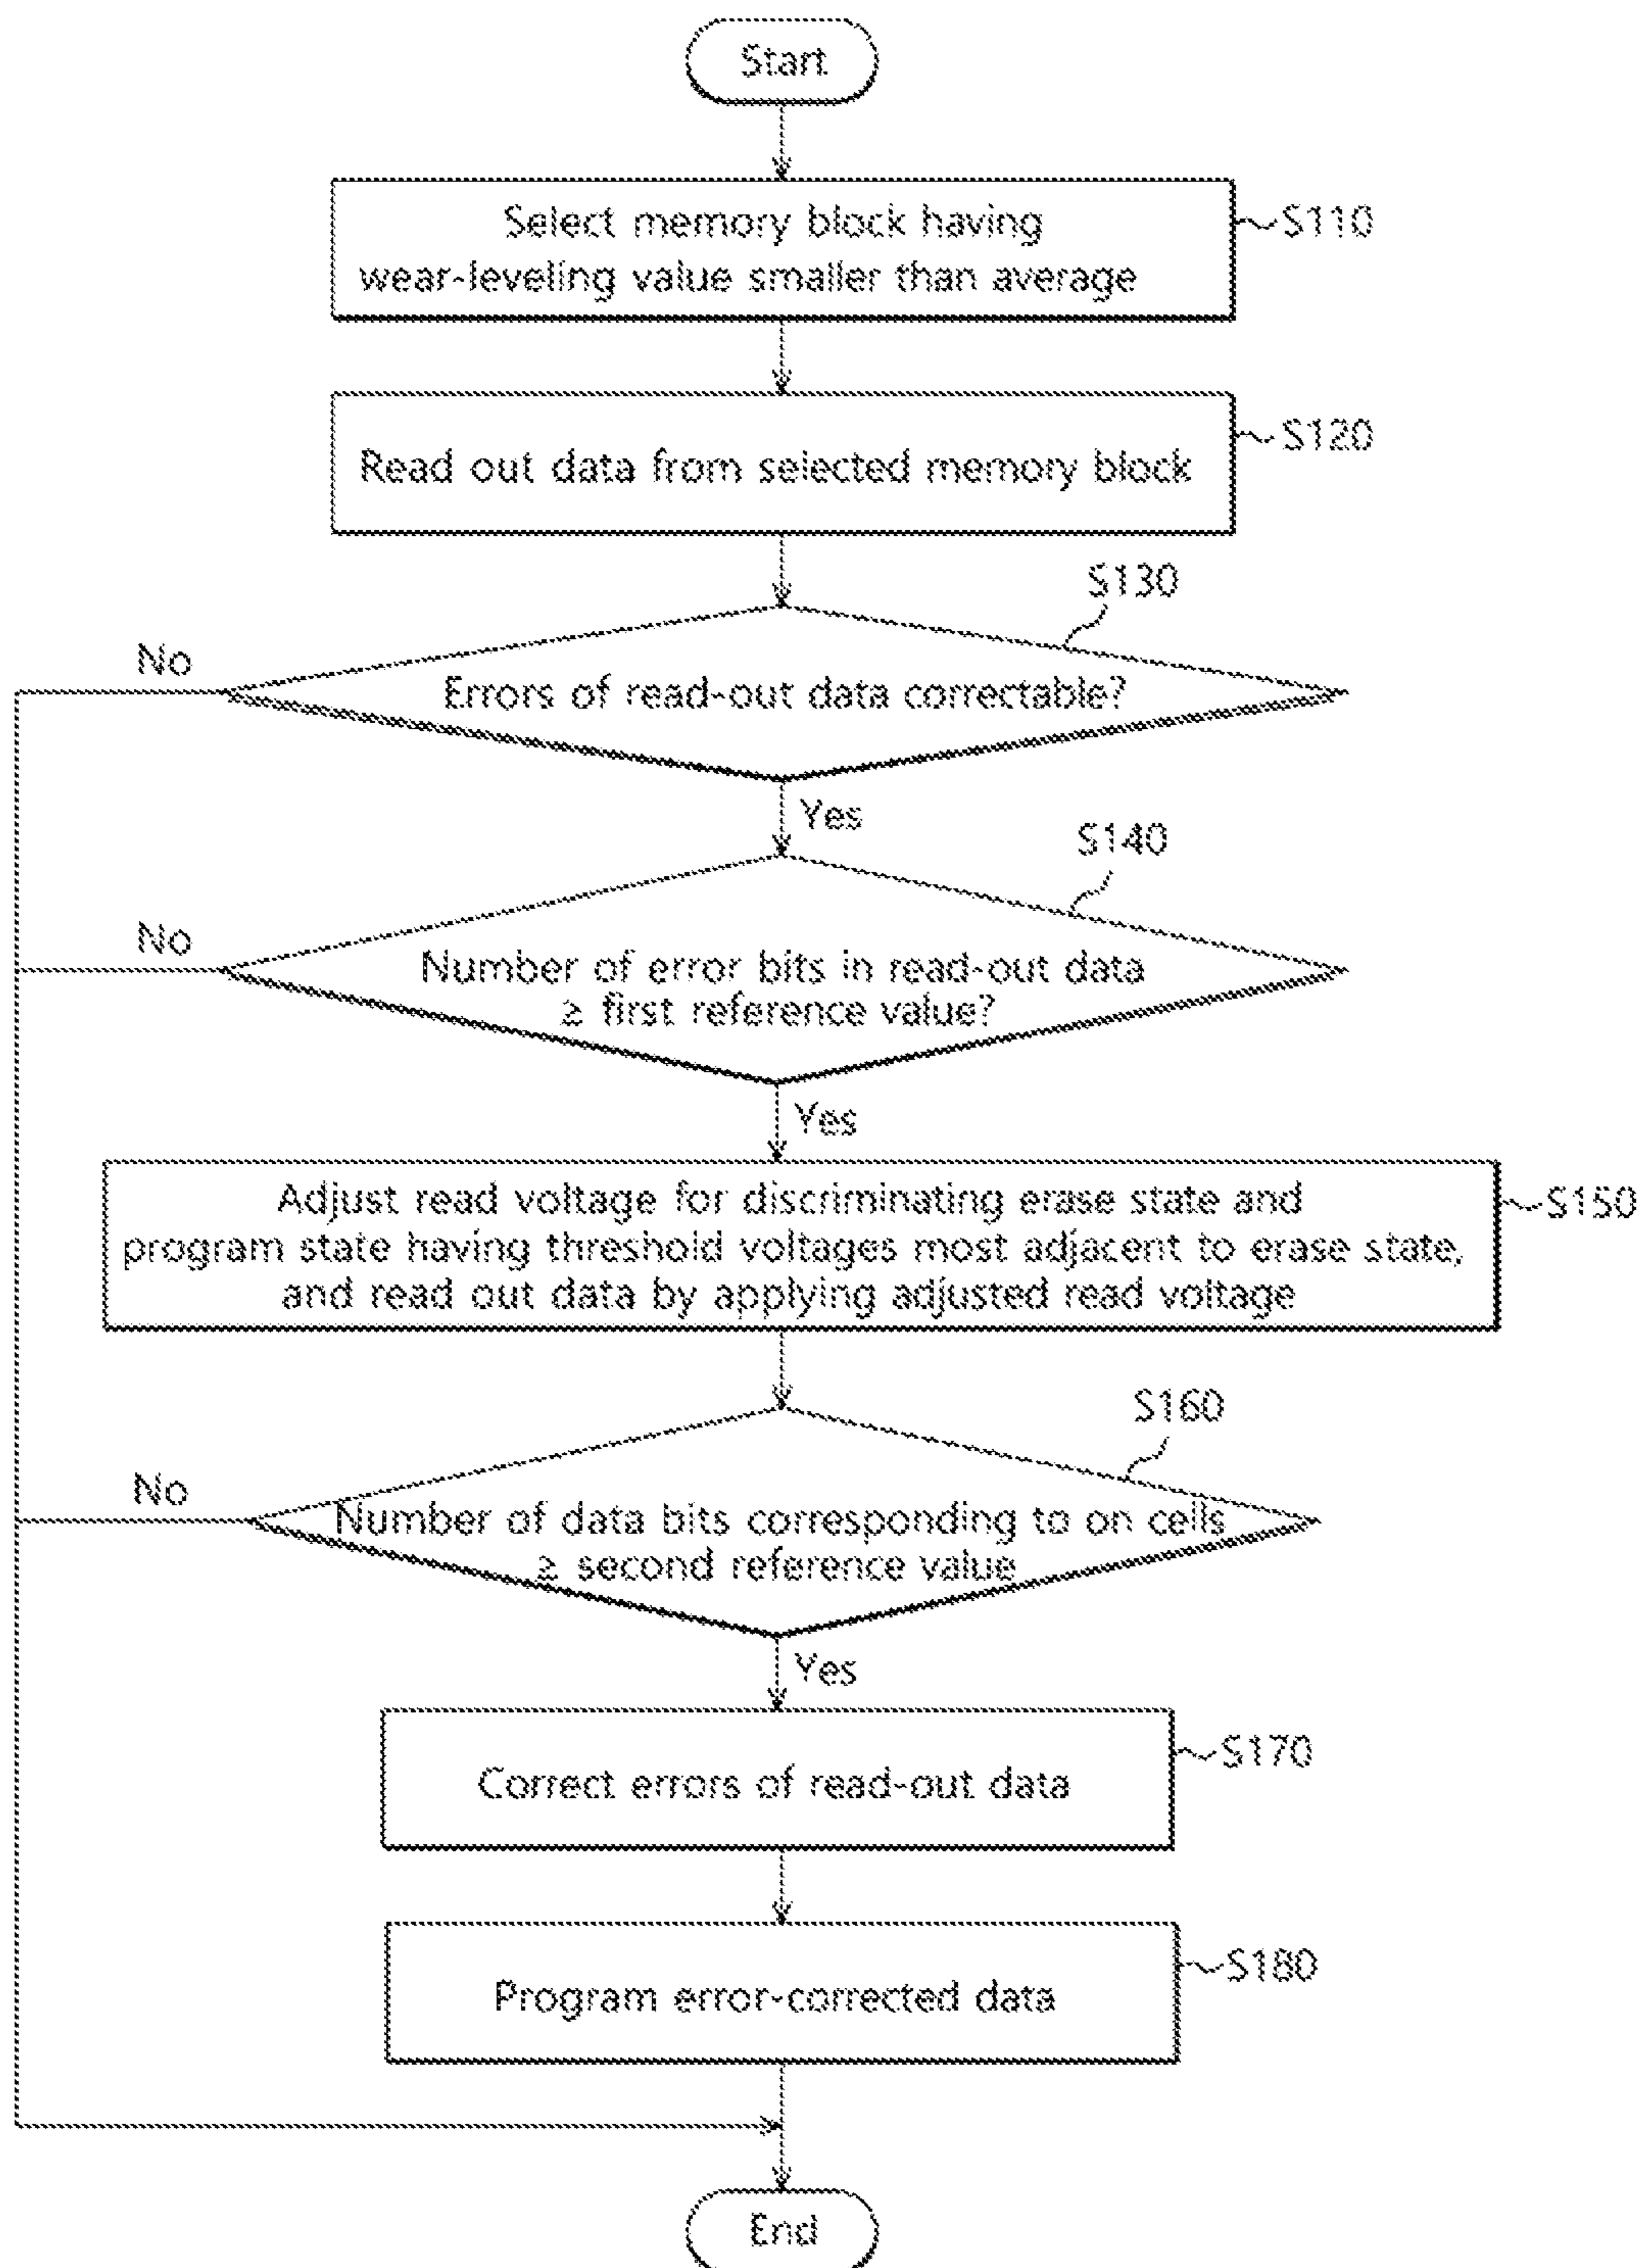 Start
Select memory block having
wear-leveling value smaller than average
S110
Read out data from selected memory block
S120
S130
No
Errors of read-out data correctable?
Yes
S140
No
Number of error bits in read-out data
≥ first reference value?
Yes
Adjust read voltage for discriminating erase state and
program state having threshold voltages most adjacent to erase state,
and read out data by applying adjusted read voltage
S150
S160
No
Number of data bits corresponding to on cells
≥ second reference value
Yes
Correct errors of read-out data
S170
Program error-corrected data
S180
End